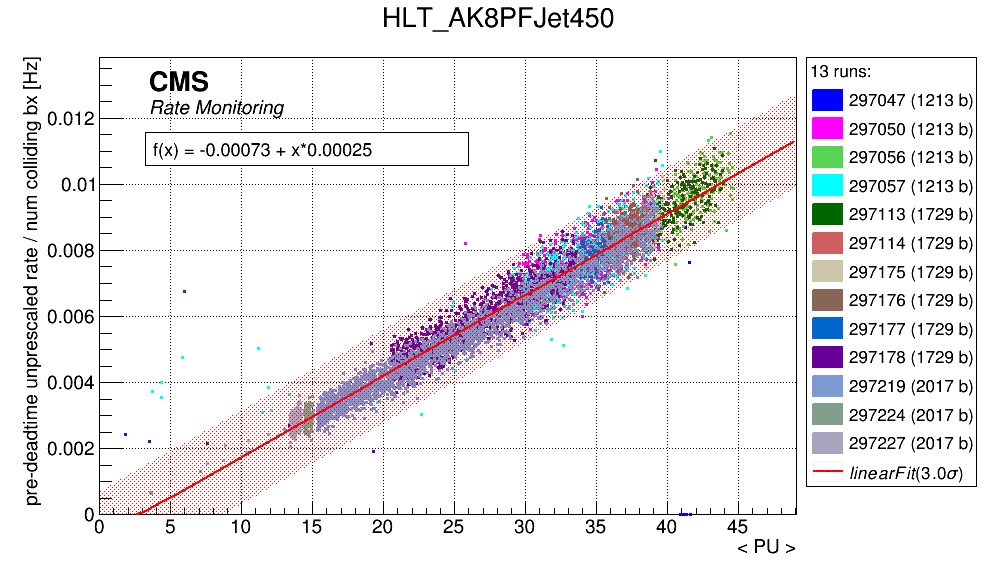 HLT_AK8PFJet450
pre-deadtime unprescaled rate / num colliding bx [Hz]
CMS
Rate Monitoring
f(x) = -0.00073 + x*0.00025
0.012
0.01
0.008
0.006
0.004
0.002
0
0 5 10 15 20 25 30 35 40 45
< PU >
13 runs:
297047 (1213 b)
297050 (1213 b)
297056 (1213 b)
297057 (1213 b)
297113 (1729 b)
297114 (1729 b)
297175 (1729 b)
297176 (1729 b)
297177 (1729 b)
297178 (1729 b)
297219 (2017 b)
297224 (2017 b)
297227 (2017 b)
linearFit(3.0σ)